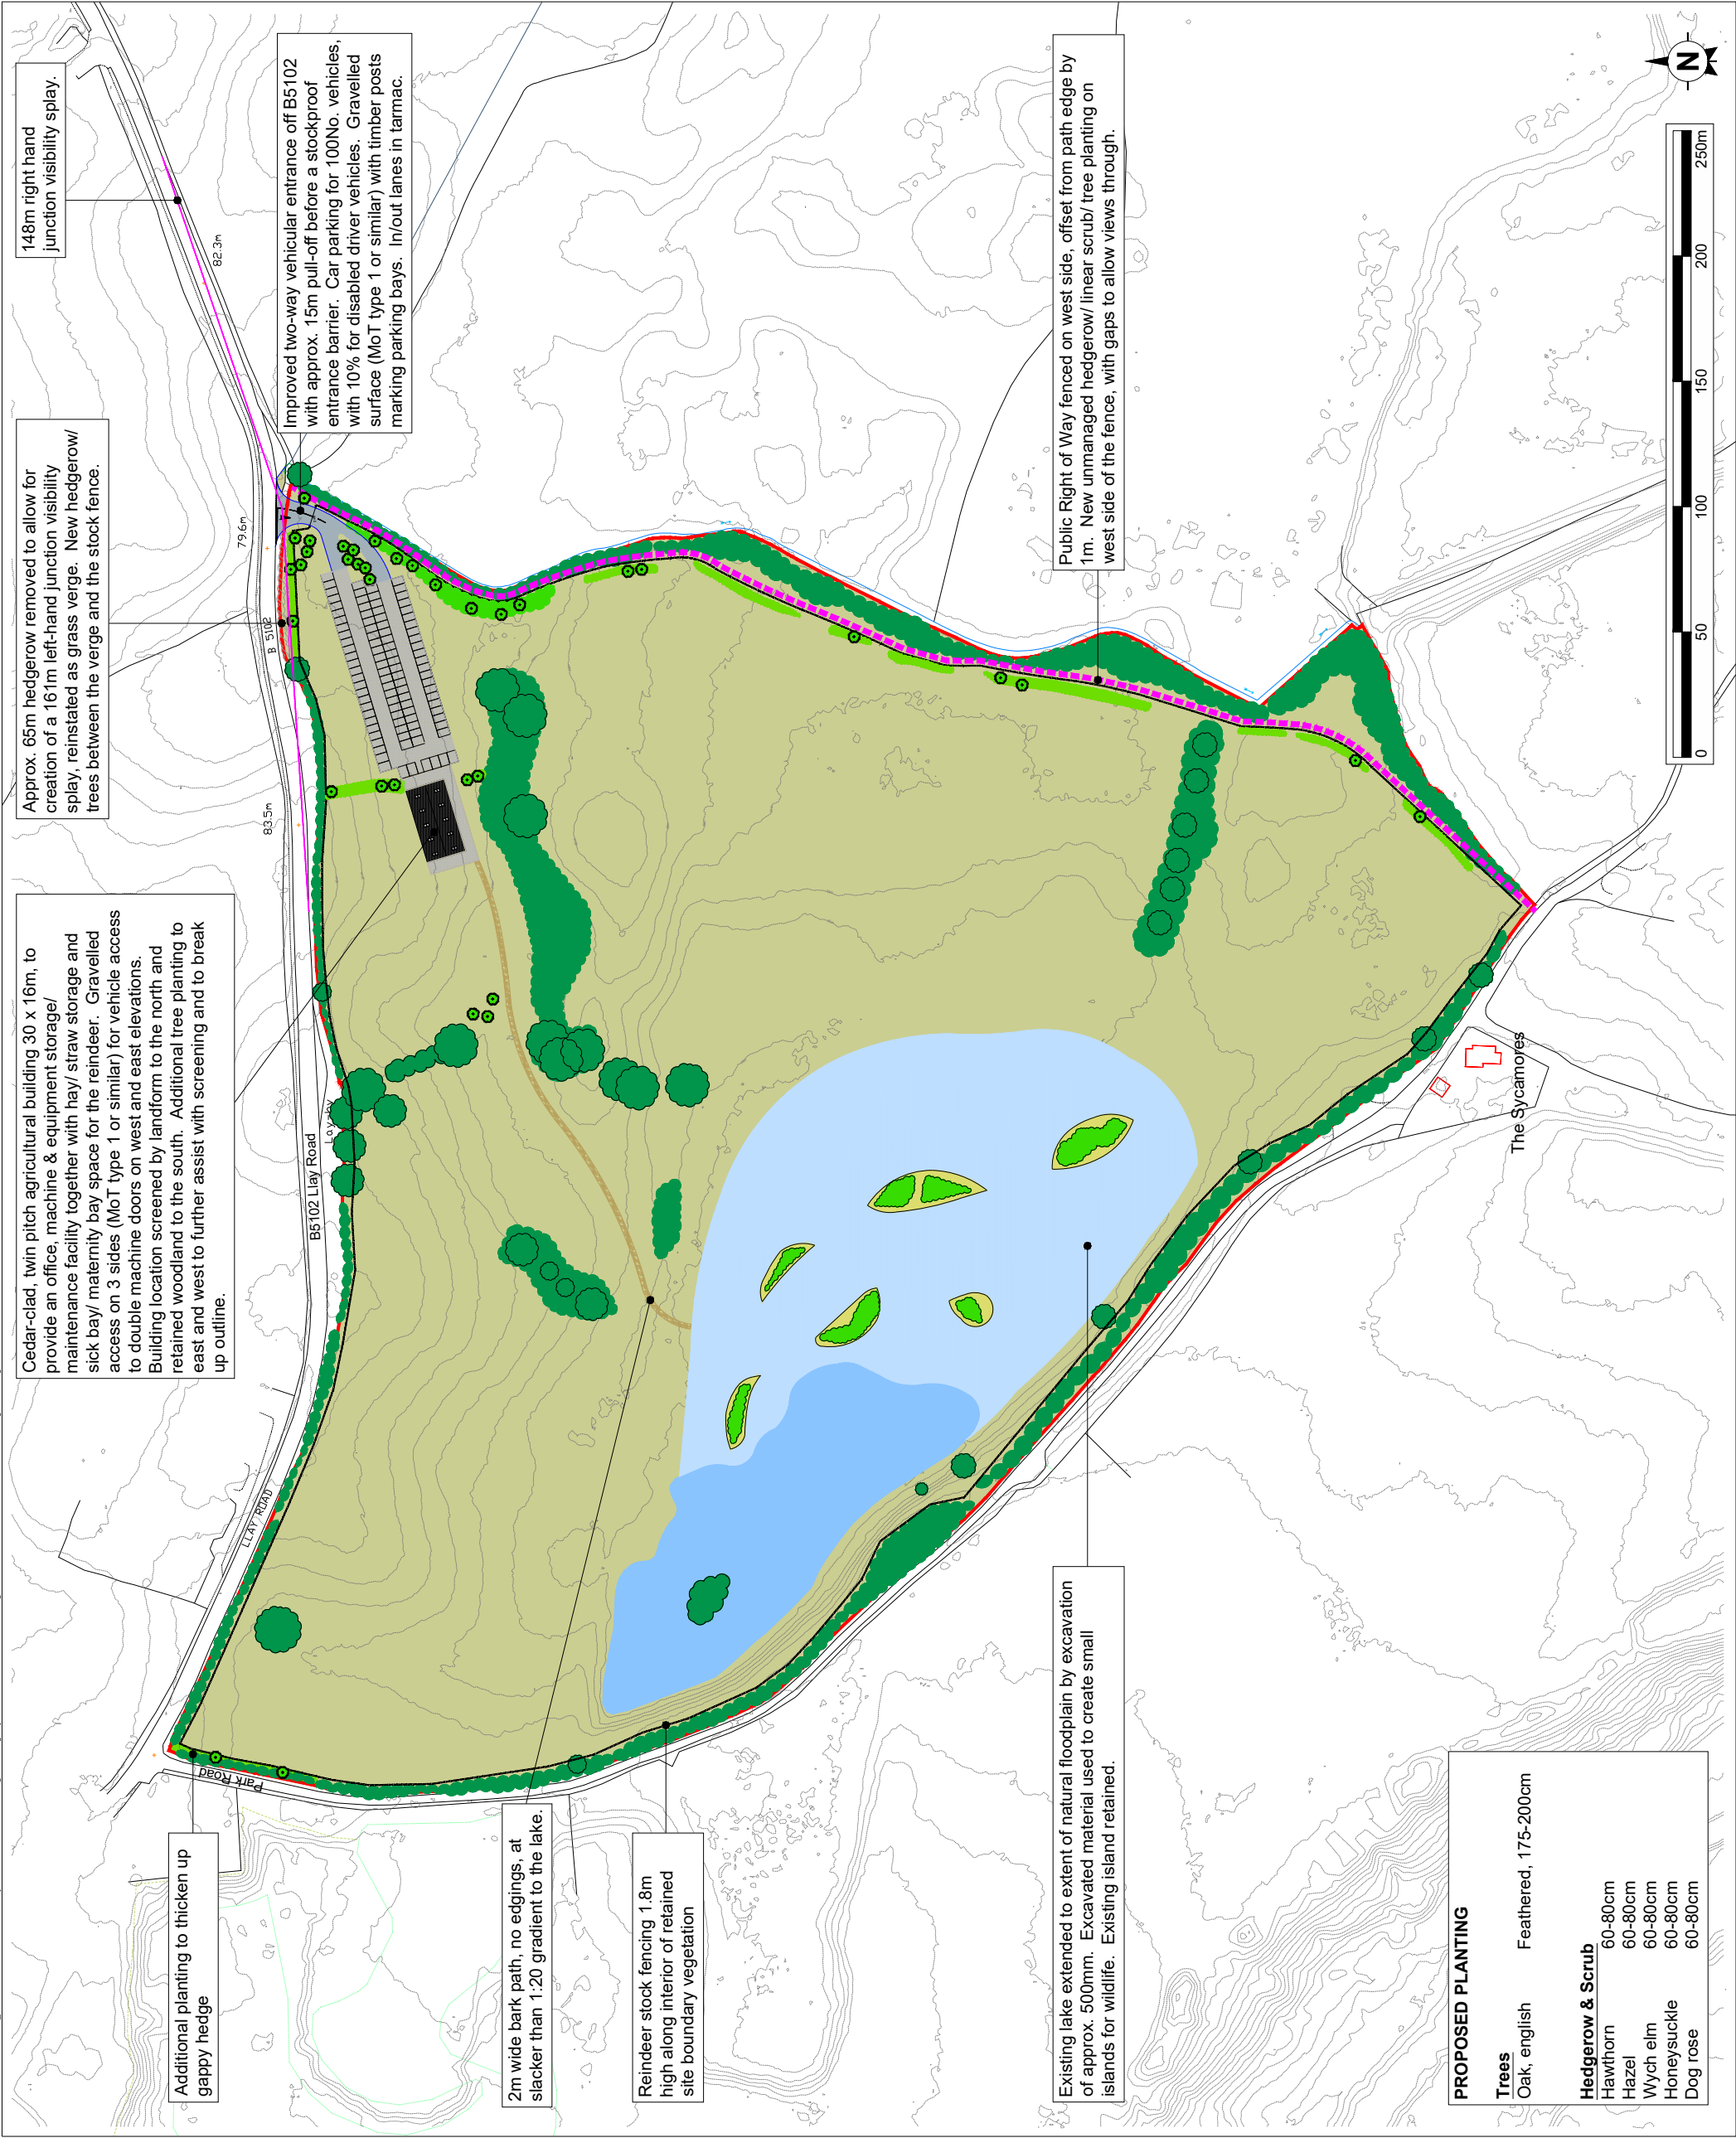 148m right hand
junction visibility splay.
Approx. 65m hedgerow removed to allow for
creation of a 161m left-hand junction visibility
splay, reinstated as grass verge. New hedgerow/
trees between the verge and the stock fence.
Improved two-way vehicular entrance off B5102
with approx. 15m pull-off before a stockproof
entrance barrier. Car parking for 100No. vehicles,
with 10% for disabled driver vehicles. Gravelled
surface (MoT type 1 or similar) with timber posts
marking parking bays. In/out lanes in tarmac.
Cedar-clad, twin pitch agricultural building 30 x 16m, to
provide an office, machine & equipment storage/
maintenance facility together with hay/ straw storage and
sick bay/ maternity bay space for the reindeer. Gravelled
access on 3 sides (MoT type 1 or similar) for vehicle access
to double machine doors on west and east elevations.
Building location screened by landform to the north and
retained woodland to the south. Additional tree planting to
east and west to further assist with screening and to break
up outline.
Additional planting to thicken up
gappy hedge
2m wide bark path, no edgings, at
slacker than 1:20 gradient to the lake.
Reindeer stock fencing 1.8m
high along interior of retained
site boundary vegetation
Existing lake extended to extent of natural floodplain by excavation
of approx. 500mm. Excavated material used to create small
islands for wildlife. Existing island retained.
Public Right of Way fenced on west side, offset from path edge by
1m. New unmanaged hedgerow/ linear scrub/ tree planting on
west side of the fence, with gaps to allow views through.
Park Road
LLAY ROAD
B5102 Llay Road
Lay-by
83.5m
B 5102
79.6m
82.3m
The Sycamores
PROPOSED PLANTING
Trees
Oak, english Feathered, 175-200cm
Hedgerow & Scrub
Hawthorn 60-80cm
Hazel 60-80cm
Wych elm 60-80cm
Honeysuckle 60-80cm
Dog rose 60-80cm
0 50 100 150 200 250m
N